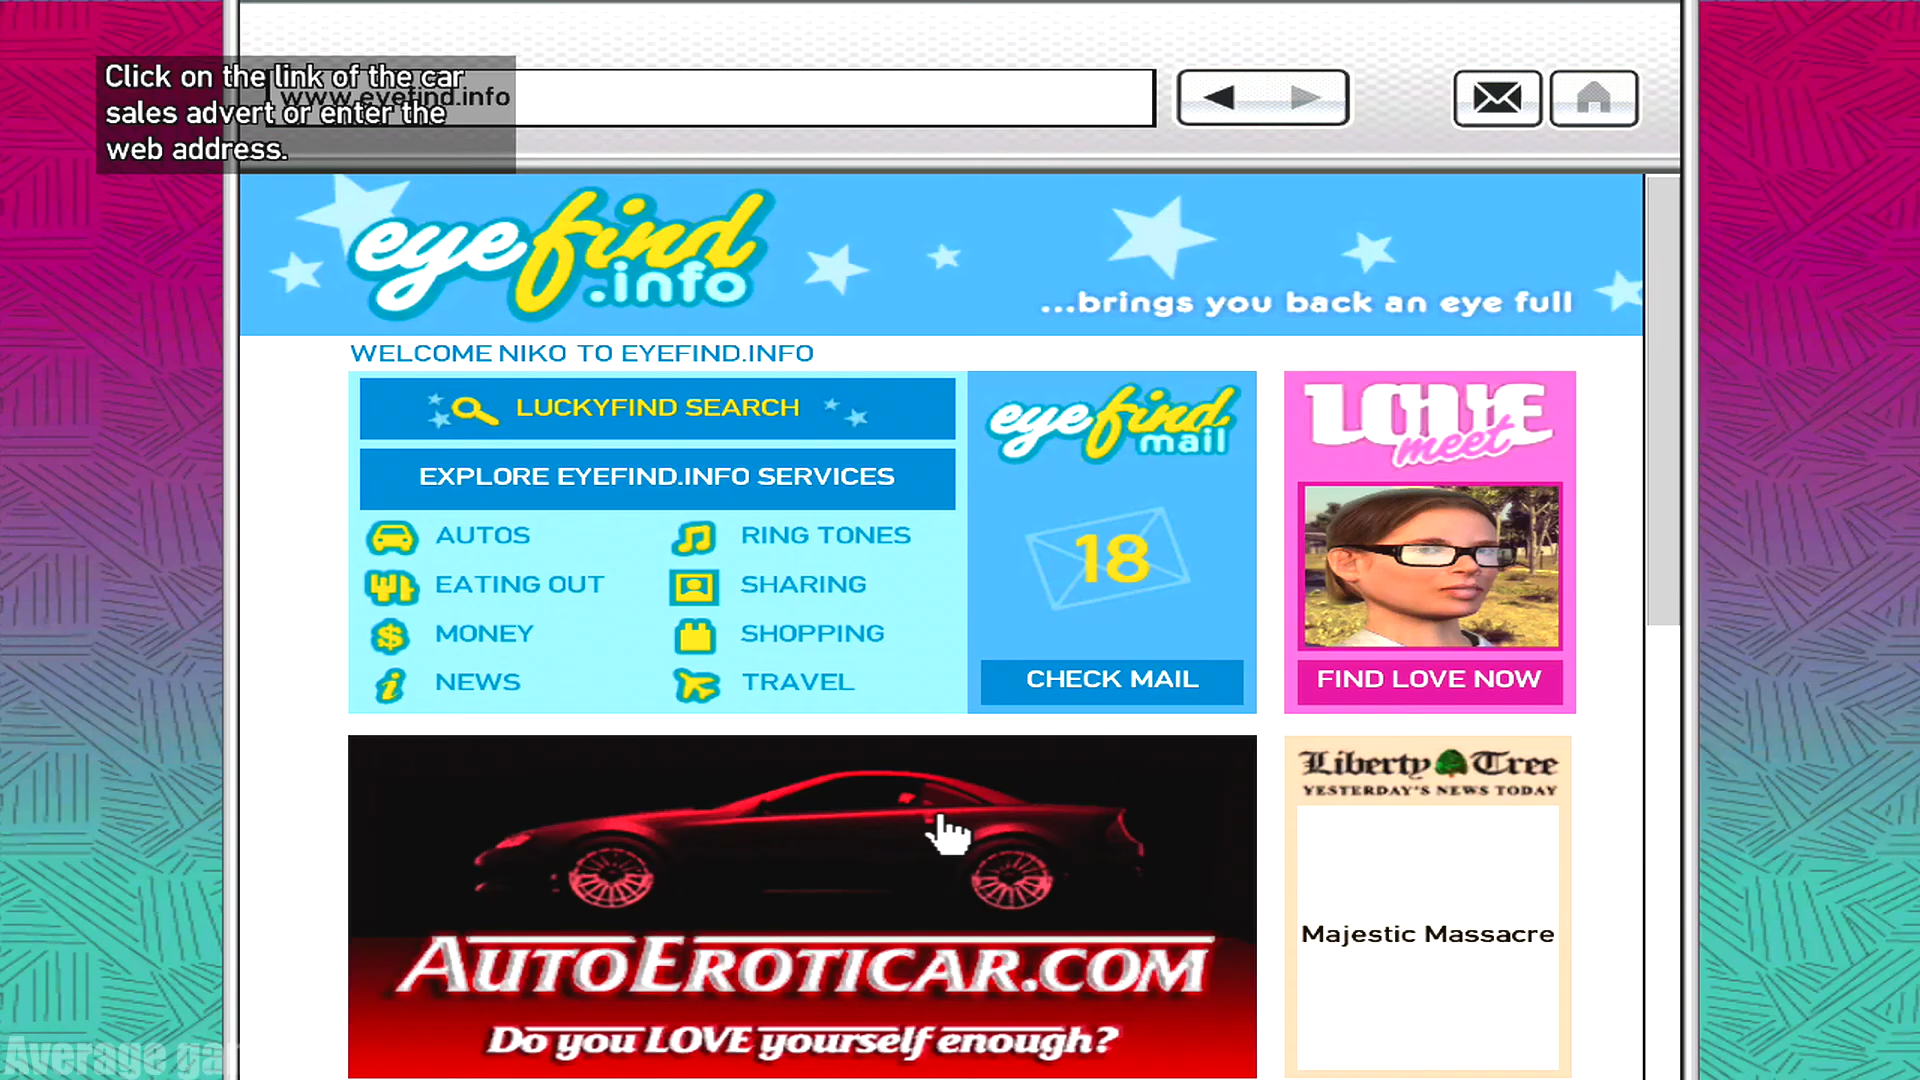 Click on the link of the car
sales advert or enter the
web address.
www.eyefind.info
eyefind
.info
...brings you back an eye full
WELCOME NIKO TO EYEFIND.INFO
LUCKYFIND SEARCH
EXPLORE EYEFIND.INFO SERVICES
AUTOS
RING TONES
EATING OUT
SHARING
MONEY
SHOPPING
NEWS
TRAVEL
eyefind
mail
18
CHECK MAIL
LOVE
meet
FIND LOVE NOW
AUTOEROTICAR.COM
Do you LOVE yourself enough?
Liberty Tree
YESTERDAY'S NEWS TODAY
Majestic Massacre
Average